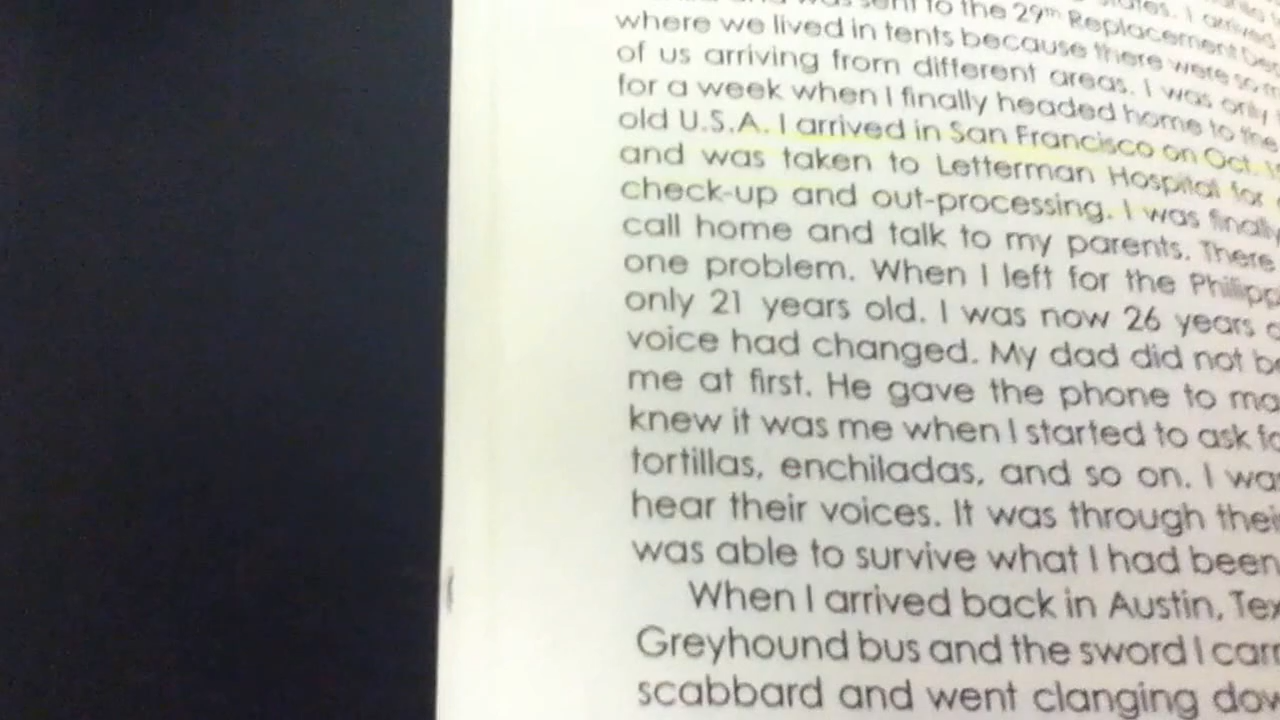 to the 29th Replacement
where we lived in tents because there were so
of us arriving from different areas. I was only
for a week when I finally headed home to the
old U.S.A. I arrived in San Francisco on Oct.
and was taken to Letterman Hospital for
check-up and out-processing. I was finally
call home and talk to my parents. There
one problem. When I left for the Philipp
only 21 years old. I was now 26 years
voice had changed. My dad did not
me at first. He gave the phone to
knew it was me when I started to ask
tortillas, enchiladas, and so on. I
hear their voices. It was through
was able to survive what I had been
When I arrived back in Austin, Tex
Greyhound bus and the sword I
scabbard and went clanging